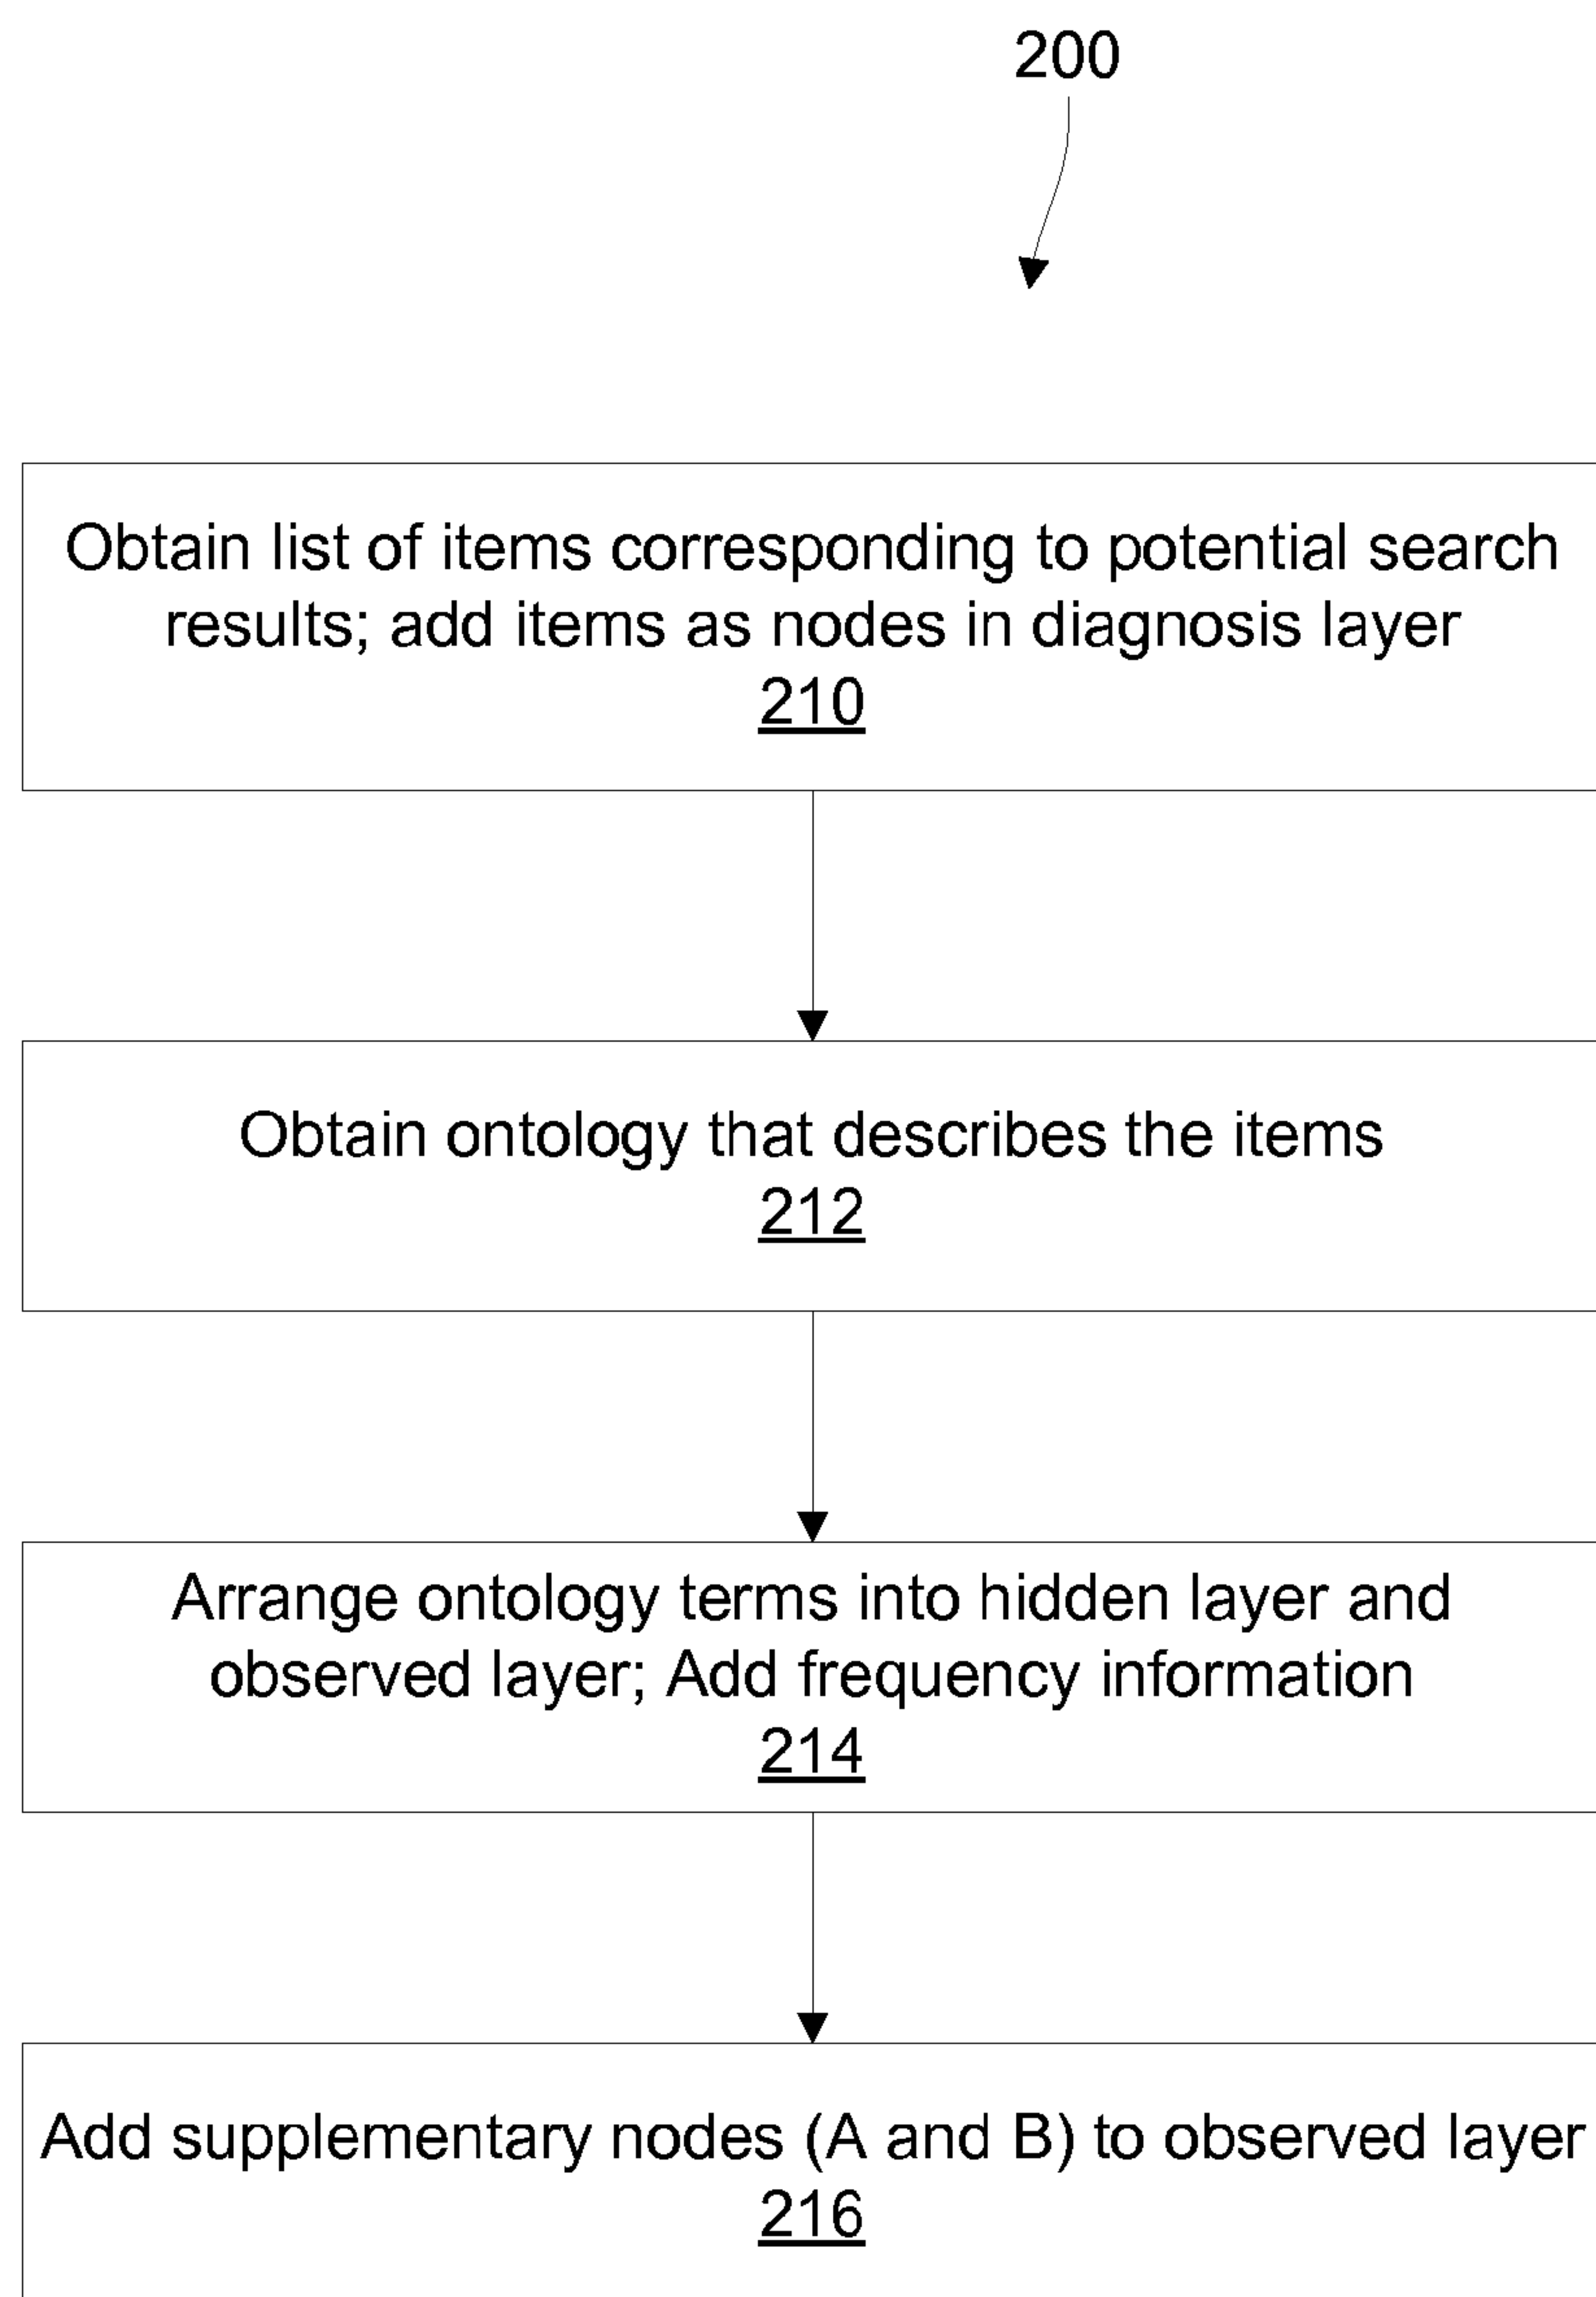 200
Obtain list of items corresponding to potential search
results; add items as nodes in diagnosis layer
210
Obtain ontology that describes the items
212
Arrange ontology terms into hidden layer and
observed layer; Add frequency information
214
Add supplementary nodes (A and B) to observed layer
216